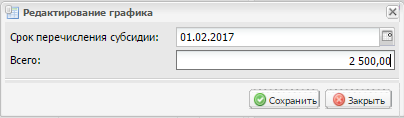 Редактирование графика
Срок перечисления субсидии: 01.02.2017
Всего: 2 500,00
Сохранить Закрыть